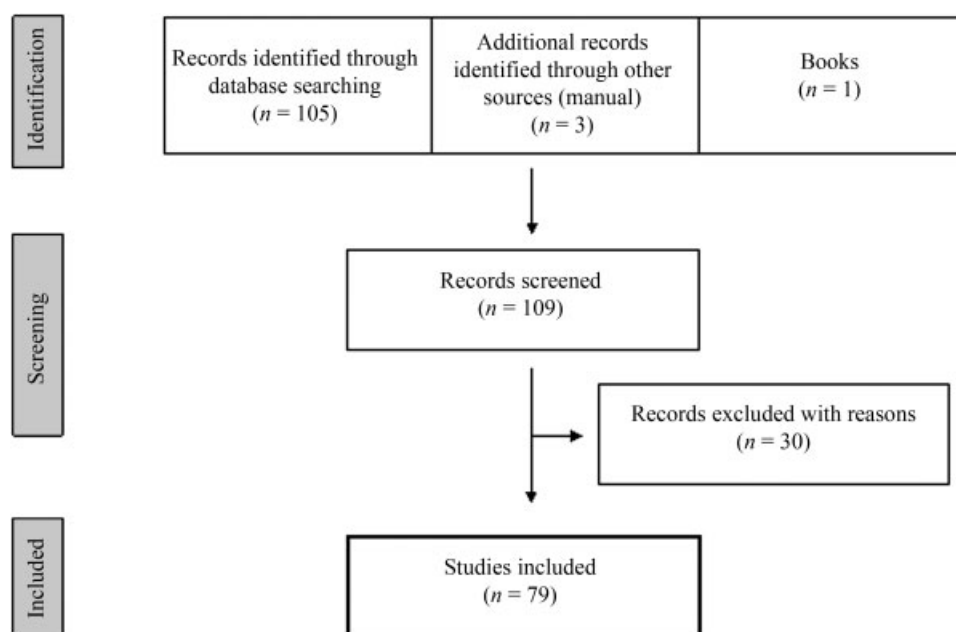 Identification
Records identified through
database searching
(n = 105)
Additional records
identified through other
sources (manual)
(n = 3)
Books
(n = 1)
Screening
Records screened
(n = 109)
Records excluded with reasons
(n = 30)
Included
Studies included
(n = 79)